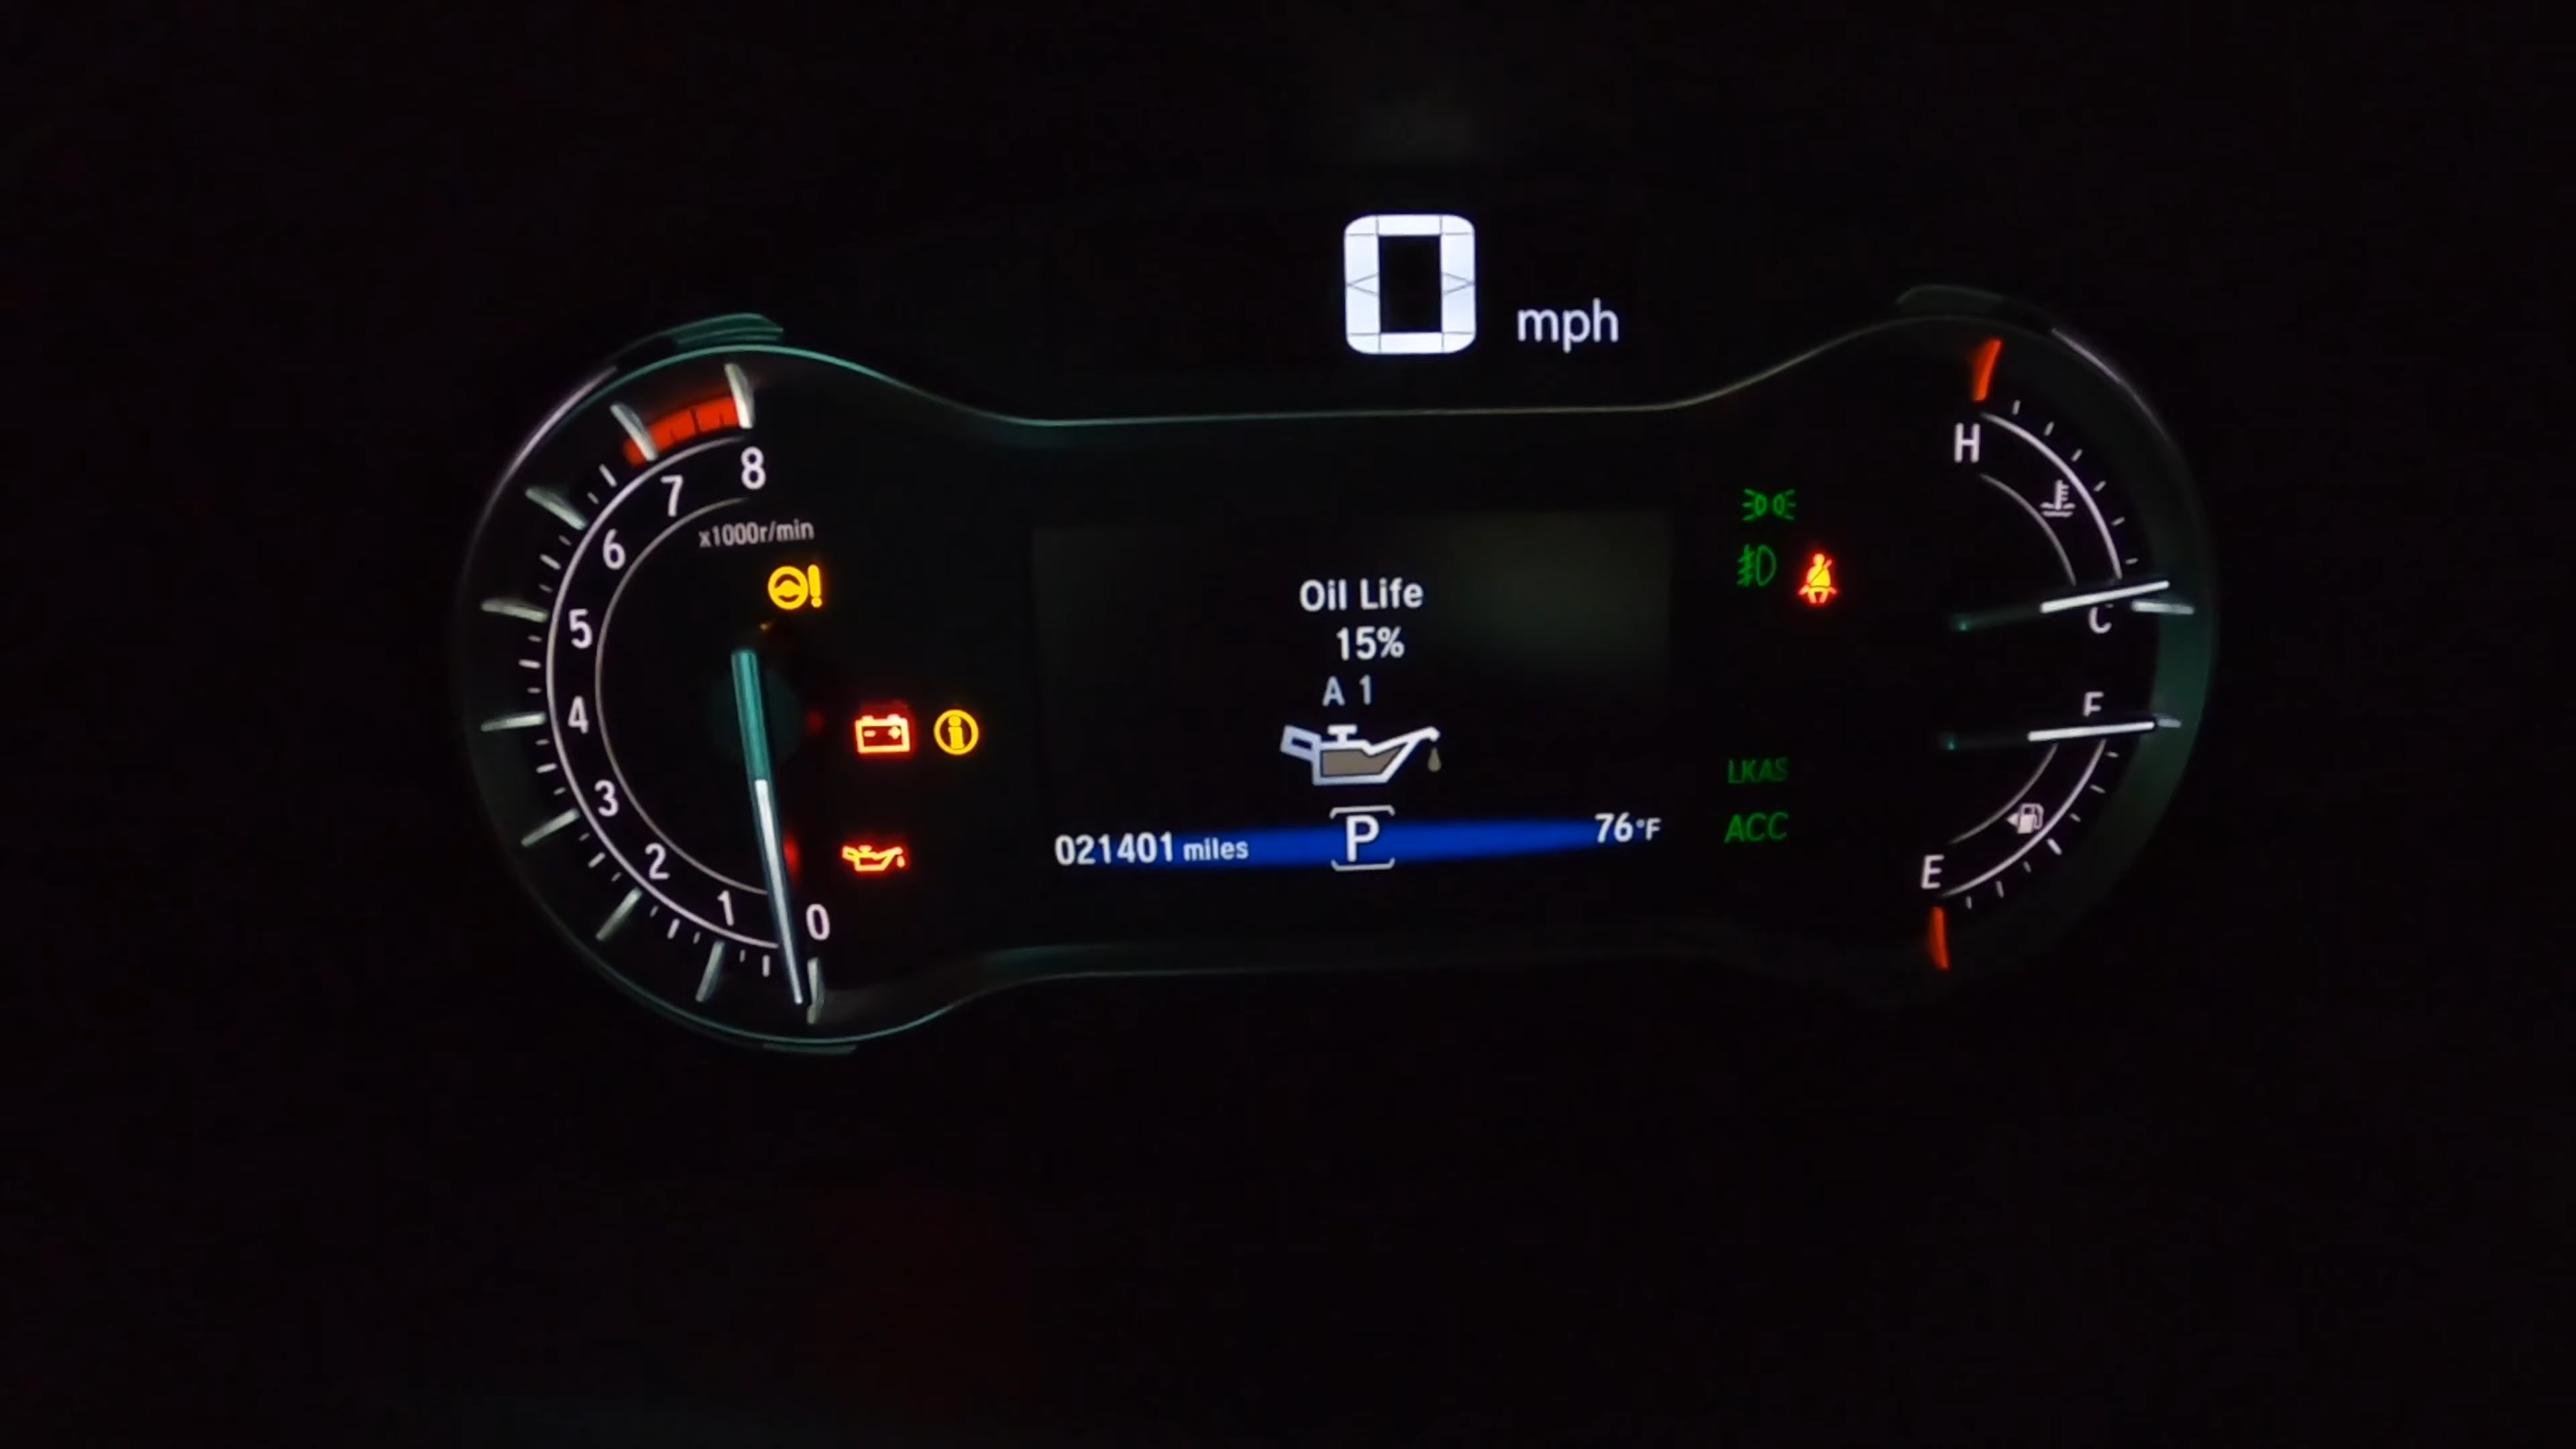 0 mph
8
7
x1000r/min
6
5
4
3
2
1
0
Oil Life
15%
A 1
021401 miles
P
76°F
LKAS
ACC
H
C
F
E